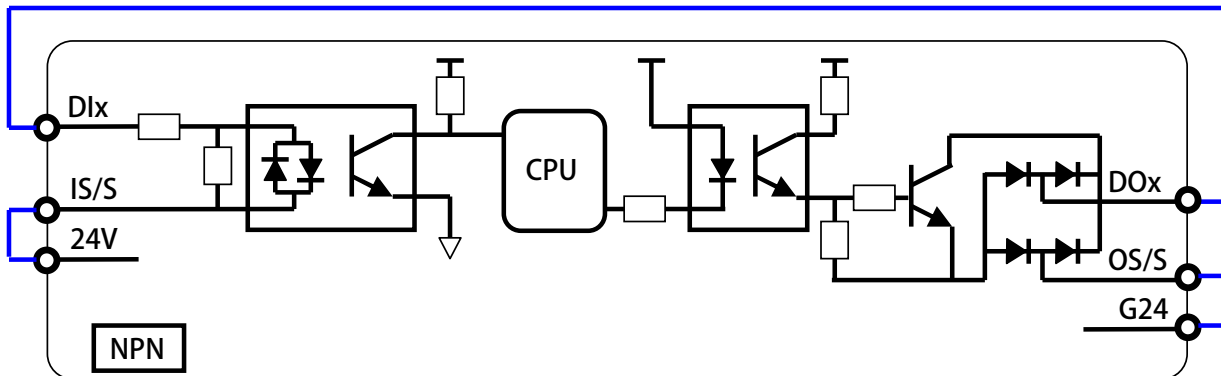 DIx
IS/S
24V
CPU
DOx
OS/S
G24
NPN